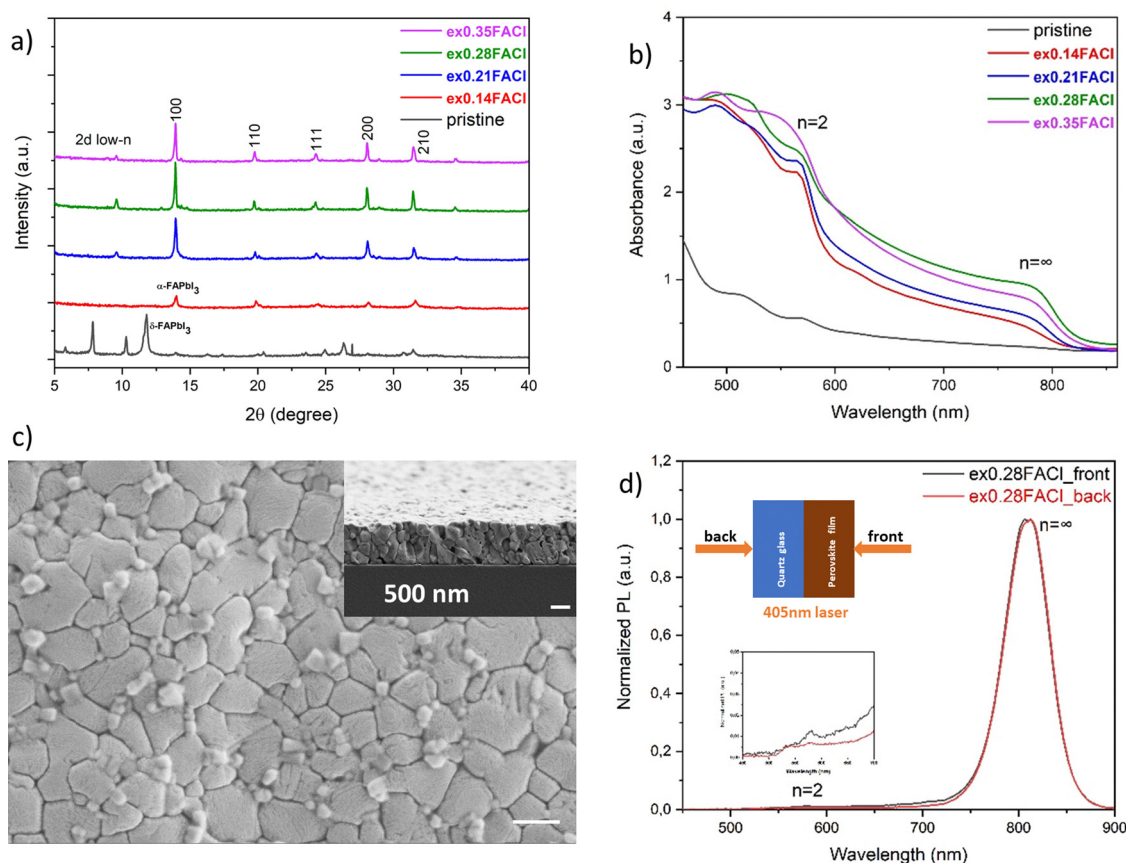 a)
ex0.35FACl
ex0.28FACl
ex0.21FACl
ex0.14FACl
pristine
2d low-n
100
110
111
200
210
α-FAPbI3
δ-FAPbI3
Intensity (a.u.)
5 10 15 20 25 30 35 40
2θ (degree)
b)
pristine
ex0.14FACl
ex0.21FACl
ex0.28FACl
ex0.35FACl
n=2
n=∞
Absorbance (a.u.)
4
3
2
1
0
500 600 700 800
Wavelength (nm)
c)
500 nm
d)
ex0.28FACl_front
ex0.28FACl_back
n=∞
back
Quartz glass
Perovskite film
front
405nm laser
n=2
Normalized PL (a.u.)
1,2
1,0
0,8
0,6
0,4
0,2
0,0
500 600 700 800 900
Wavelength (nm)
Wavelength (nm)